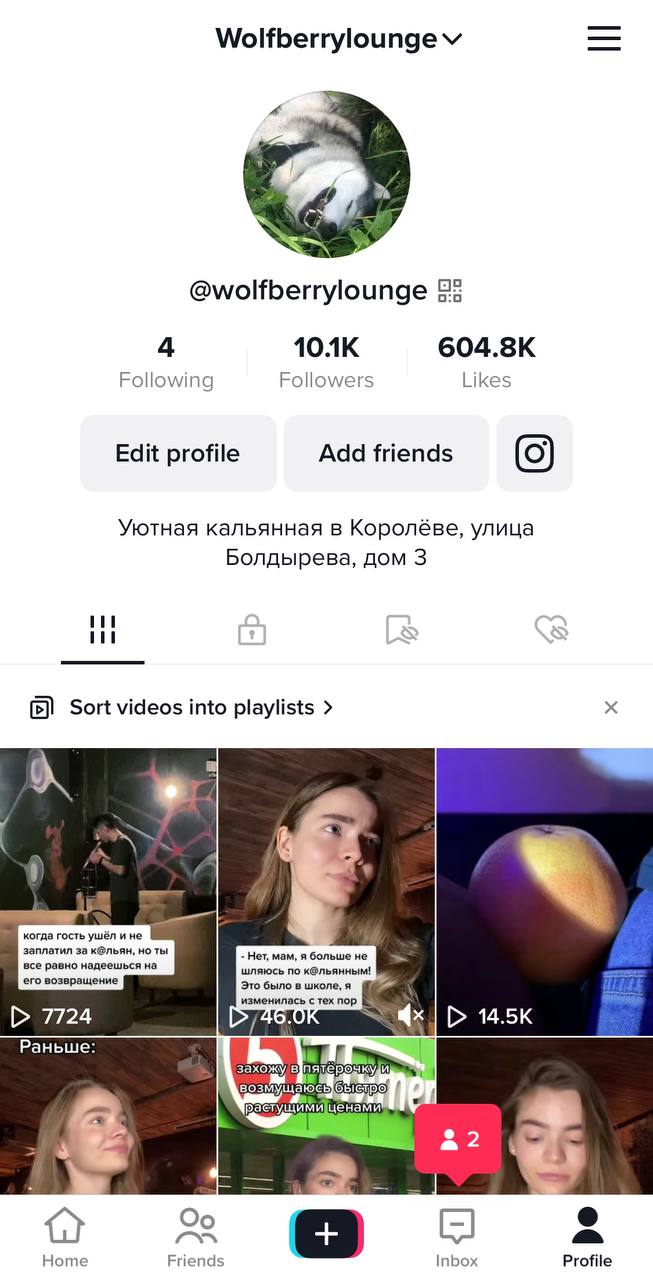 Wolfberrylounge
@wolfberrylounge
4
Following
10.1K
Followers
604.8K
Likes
Edit profile
Add friends
Уютная кальянная в Королёве, улица
Болдырева, дом 3
Sort videos into playlists
когда гость ушёл и не
заплатил за к@льян, но ты
все равно надеешься на
его возвращение
7724
- Нет, мам, я больше не
шляюсь по к@льянным!
Это было в школе, я
изменилась с тех пор
46.0K
14.5K
Раньше:
захожу в пятёрочку и
возмущаюсь быстро
растущими ценами
2
Home
Friends
Inbox
Profile